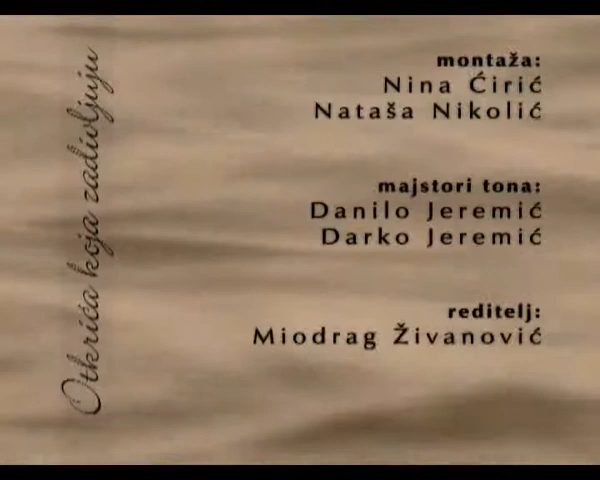 Otkrića koja zadivljuju
montaža:
Nina Ćirić
Nataša Nikolić
majstori tona:
Danilo Jeremić
Darko Jeremić
reditelj:
Miodrag Živanović